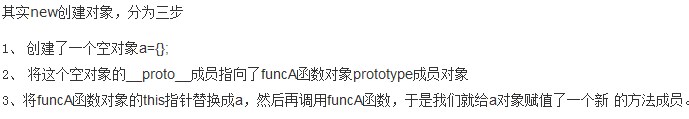 其实new创建对象，分为三步
1、 创建了一个空对象a={};
2、 将这个空对象的__proto__成员指向了funcA函数对象prototype成员对象
3、将funcA函数对象的this指针替换成a，然后再调用funcA函数，于是我们就给a对象赋值了一个新 的方法成员。